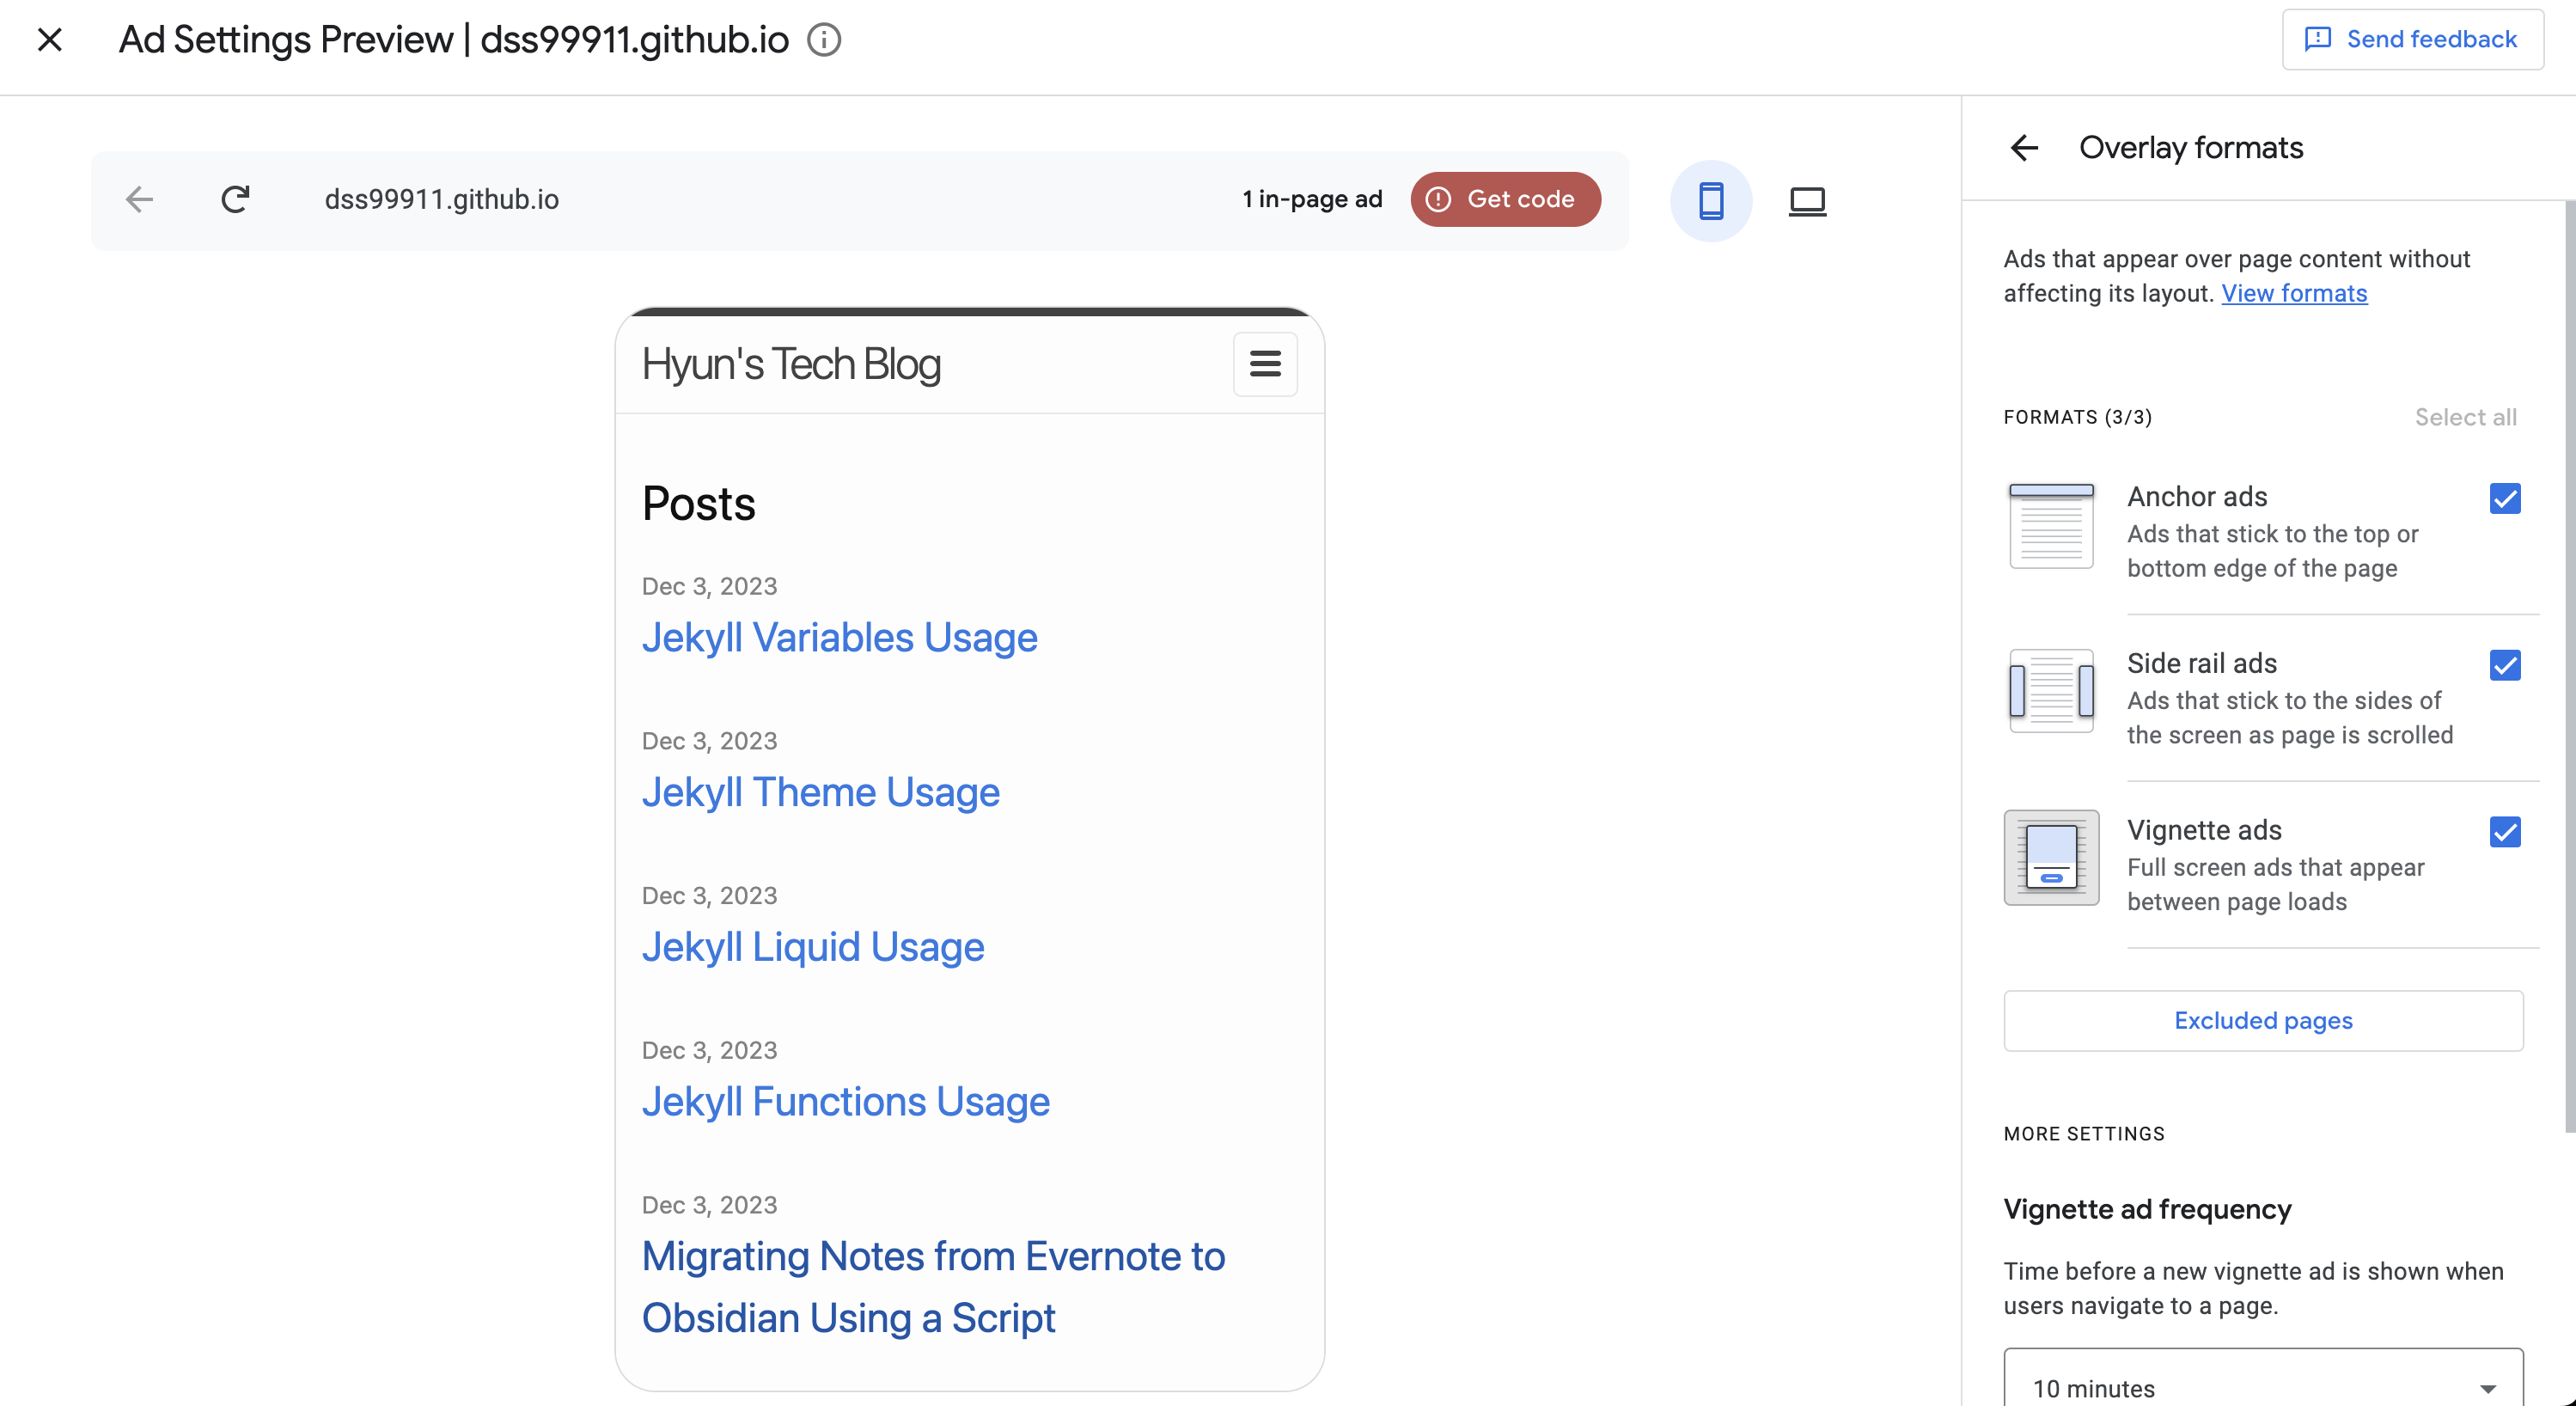 Ad Settings Preview | dss99911.github.io
Send feedback
dss99911.github.io
1 in-page ad
Get code
Hyun's Tech Blog
Posts
Dec 3, 2023
Jekyll Variables Usage
Dec 3, 2023
Jekyll Theme Usage
Dec 3, 2023
Jekyll Liquid Usage
Dec 3, 2023
Jekyll Functions Usage
Dec 3, 2023
Migrating Notes from Evernote to
Obsidian Using a Script
Overlay formats
Ads that appear over page content without
affecting its layout. View formats
FORMATS (3/3)
Select all
Anchor ads
Ads that stick to the top or
bottom edge of the page
Side rail ads
Ads that stick to the sides of
the screen as page is scrolled
Vignette ads
Full screen ads that appear
between page loads
Excluded pages
MORE SETTINGS
Vignette ad frequency
Time before a new vignette ad is shown when
users navigate to a page.
10 minutes